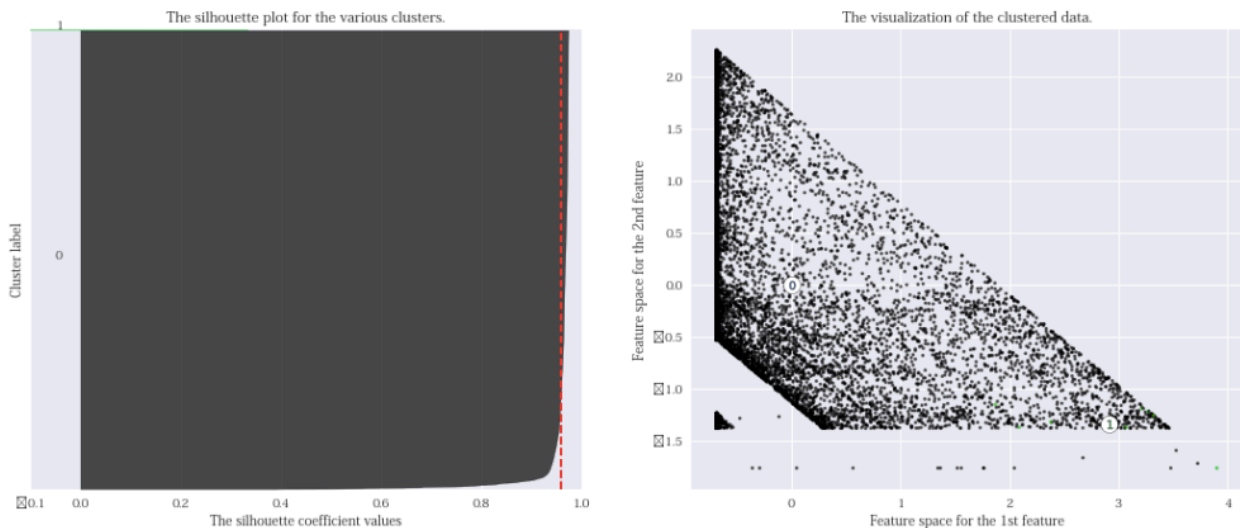 The silhouette plot for the various clusters.
1
0
Cluster label
☒0.1 0.0 0.2 0.4 0.6 0.8 1.0
The silhouette coefficient values
The visualization of the clustered data.
2.0
1.5
1.0
0.5
0.0
☒0.5
☒1.0
☒1.5
Feature space for the 2nd feature
0
1
0 1 2 3 4
Feature space for the 1st feature